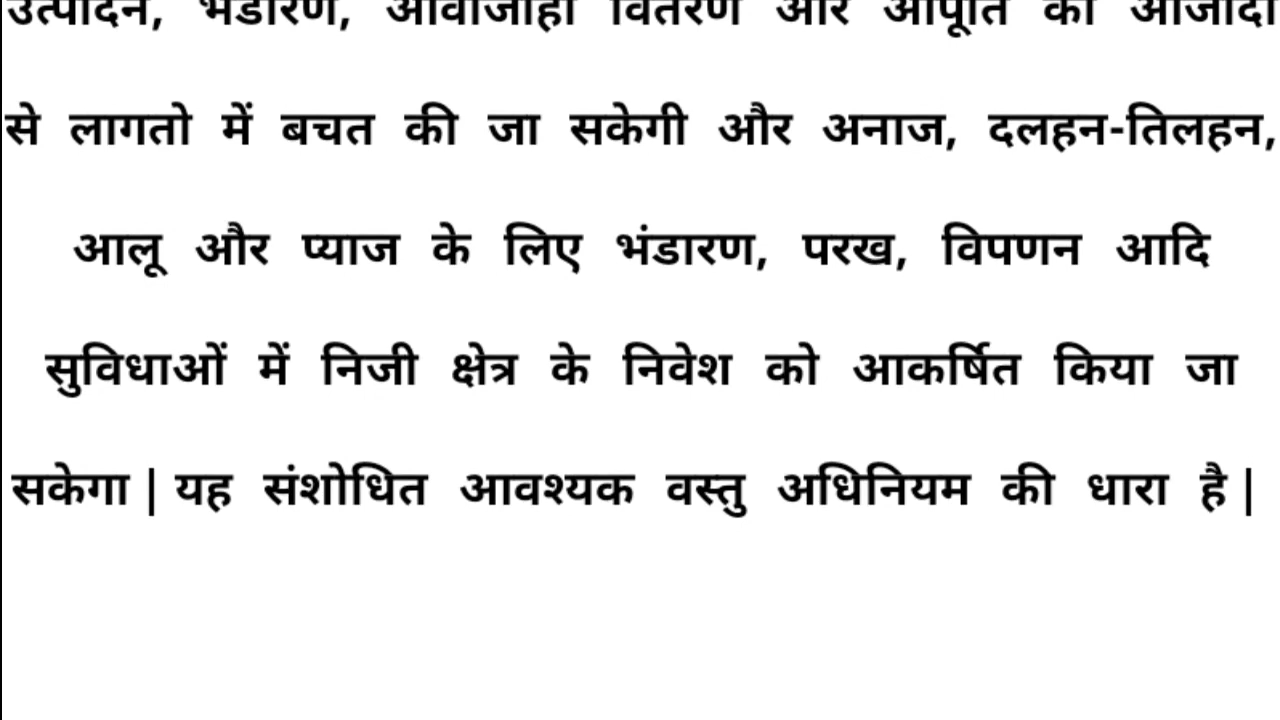 उत्पादन, भंडारण, आवाजाही वितरण और आपूर्ति की आजादी
से लागतो में बचत की जा सकेगी और अनाज, दलहन-तिलहन,
आलू और प्याज के लिए भंडारण, परख, विपणन आदि
सुविधाओं में निजी क्षेत्र के निवेश को आकर्षित किया जा
सकेगा | यह संशोधित आवश्यक वस्तु अधिनियम की धारा है |